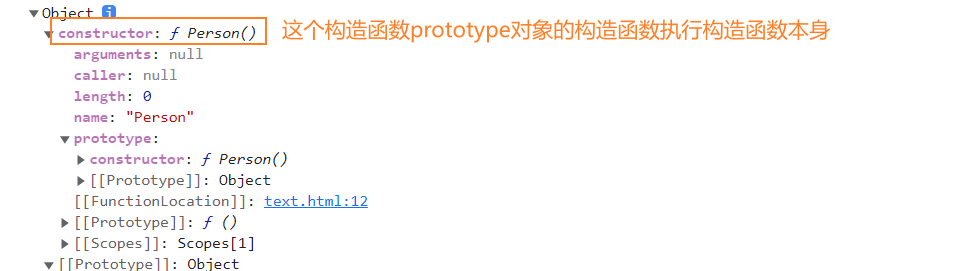 ▼Object i
▼constructor: ƒ Person() 这个构造函数prototype对象的构造函数执行构造函数本身
arguments: null
caller: null
length: 0
name: "Person"
▼prototype:
▶constructor: ƒ Person()
▶[[Prototype]]: Object
[[FunctionLocation]]: text.html:12
▶[[Prototype]]: ƒ ()
▶[[Scopes]]: Scopes[1]
▼[[Prototype]]: Object